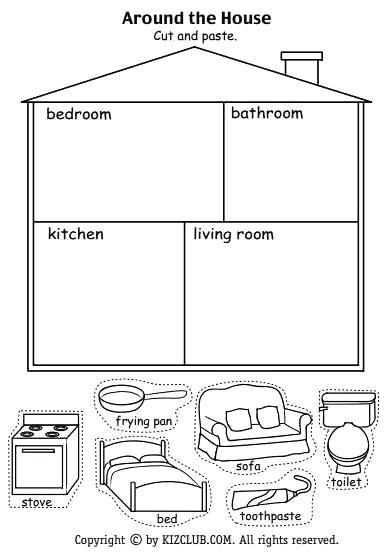 Around the House
Cut and paste.
bedroom
bathroom
kitchen
living room
frying pan
sofa
toilet
stove
bed
toothpaste
Copyright © by KIZCLUB.COM. All rights reserved.